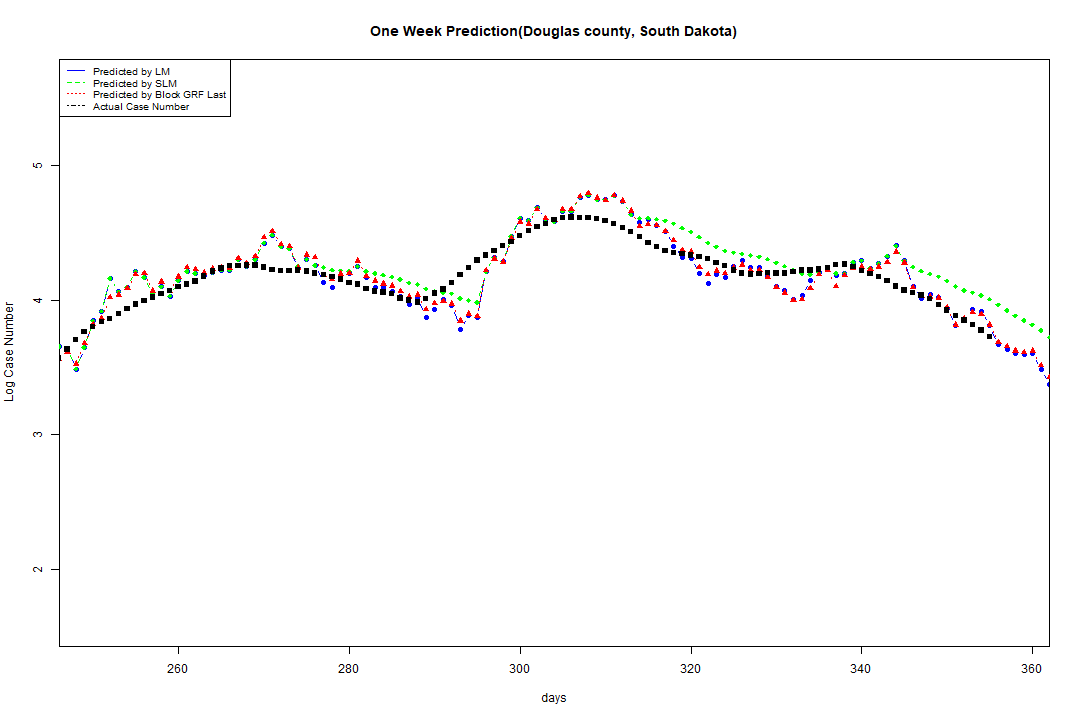 One Week Prediction(Douglas county, South Dakota)
Predicted by LM
Predicted by SLM
Predicted by Block GRF Last
Actual Case Number
5
4
3
2
Log Case Number
260 280 300 320 340 360
days